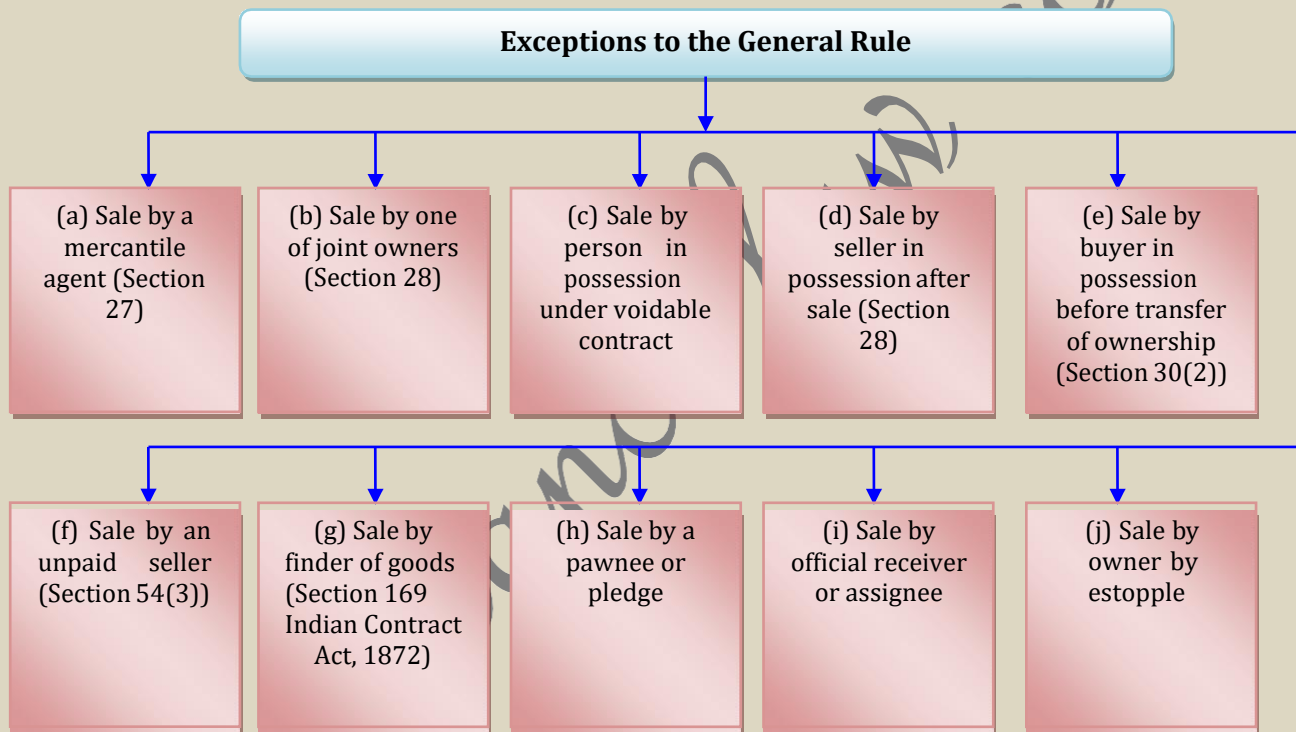 Exceptions to the General Rule
(a) Sale by a
mercantile
agent (Section
27)
(b) Sale by one
of joint owners
(Section 28)
(c) Sale by
person in
possession
under voidable
contract
(d) Sale by
seller in
possession after
sale (Section
28)
(e) Sale by
buyer in
possession
before transfer
of ownership
(Section 30(2))
(f) Sale by an
unpaid seller
(Section 54(3))
(g) Sale by
finder of goods
(Section 169
Indian Contract
Act, 1872)
(h) Sale by a
pawnee or
pledge
(i) Sale by
official receiver
or assignee
(j) Sale by
owner by
estopple